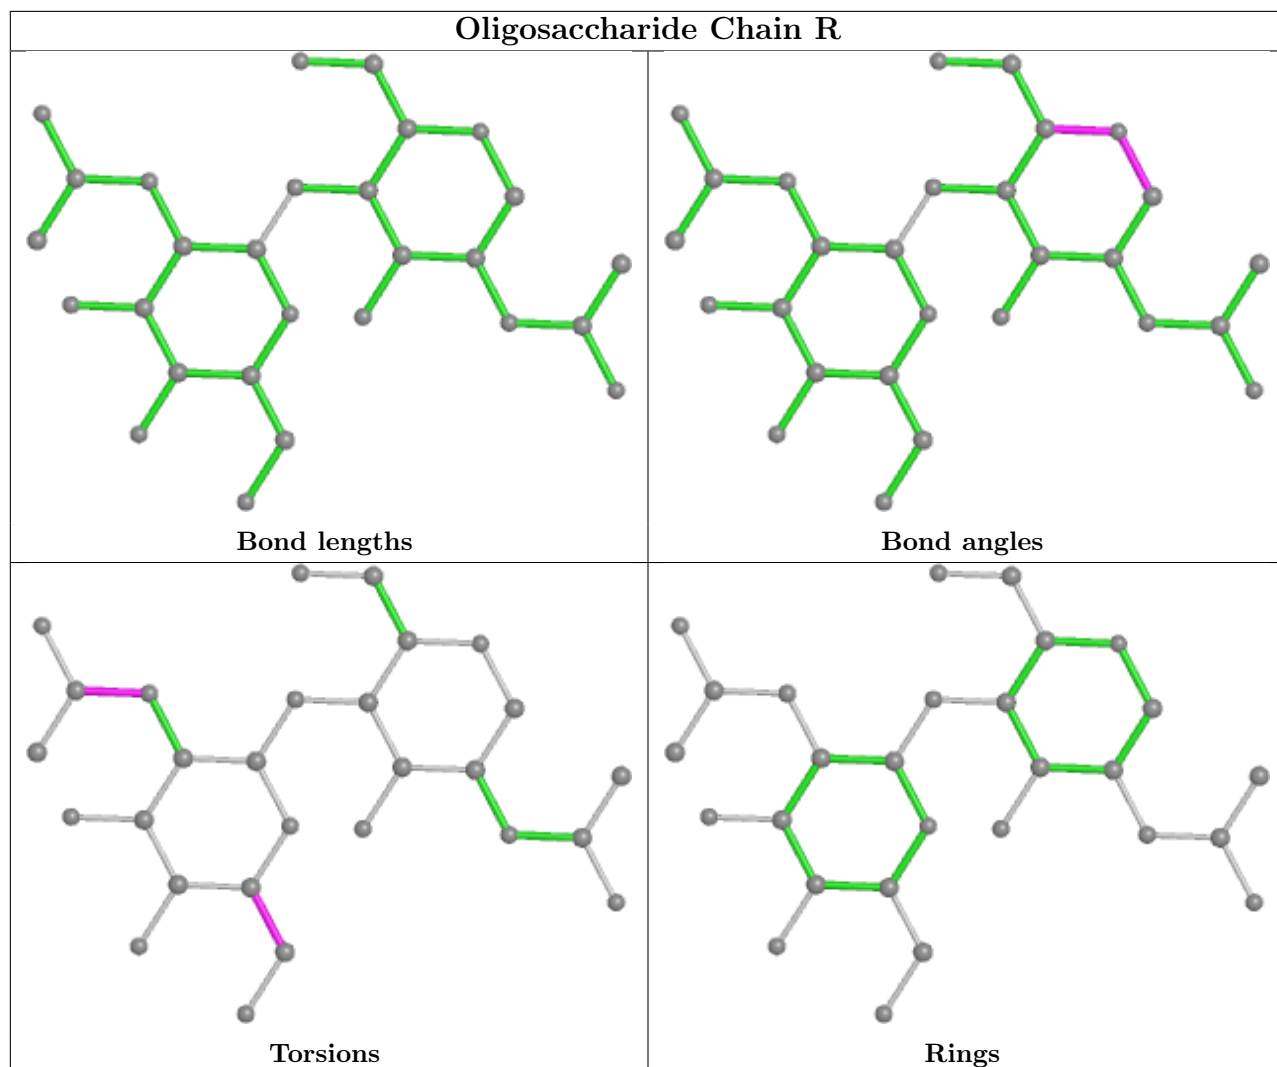 Oligosaccharide Chain R
Bond lengths
Bond angles
Torsions
Rings